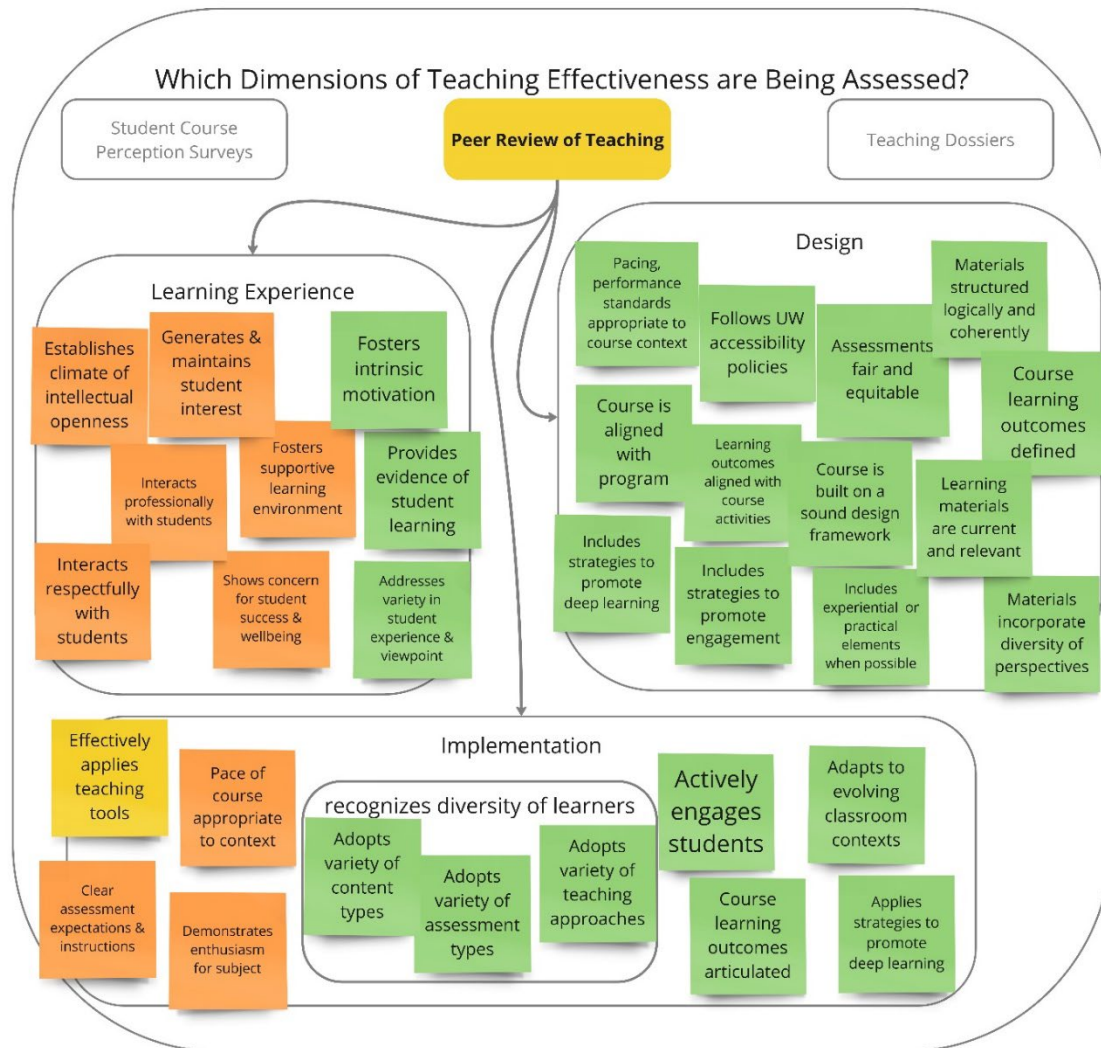 Which Dimensions of Teaching Effectiveness are Being Assessed?
Student Course
Perception Surveys
Peer Review of Teaching
Teaching Dossiers
Learning Experience
Establishes
climate of
intellectual
openness
Generates &
maintains
student
interest
Fosters
intrinsic
motivation
Interacts
professionally
with students
Fosters
supportive
learning
environment
Provides
evidence of
student
learning
Interacts
respectfully
with
students
Shows concern
for student
success &
wellbeing
Addresses
variety in
student
experience &
viewpoint
Design
Pacing,
performance
standards
appropriate to
course context
Follows UW
accessibility
policies
Assessments
fair and
equitable
Materials
structured
logically and
coherently
Course
learning
outcomes
defined
Course is
aligned
with
program
Learning
outcomes
aligned with
course
activities
Course is
built on a
sound design
framework
Learning
materials
are current
and relevant
Includes
strategies to
promote
deep learning
Includes
strategies to
promote
engagement
Includes
experiential or
practical
elements
when possible
Materials
incorporate
diversity of
perspectives
Implementation
Effectively
applies
teaching
tools
Pace of
course
appropriate
to context
Clear
assessment
expectations &
instructions
Demonstrates
enthusiasm
for subject
recognizes diversity of learners
Adopts
variety of
content
types
Adopts
variety of
assessment
types
Adopts
variety of
teaching
approaches
Actively
engages
students
Adapts to
evolving
classroom
contexts
Course
learning
outcomes
articulated
Applies
strategies to
promote
deep learning